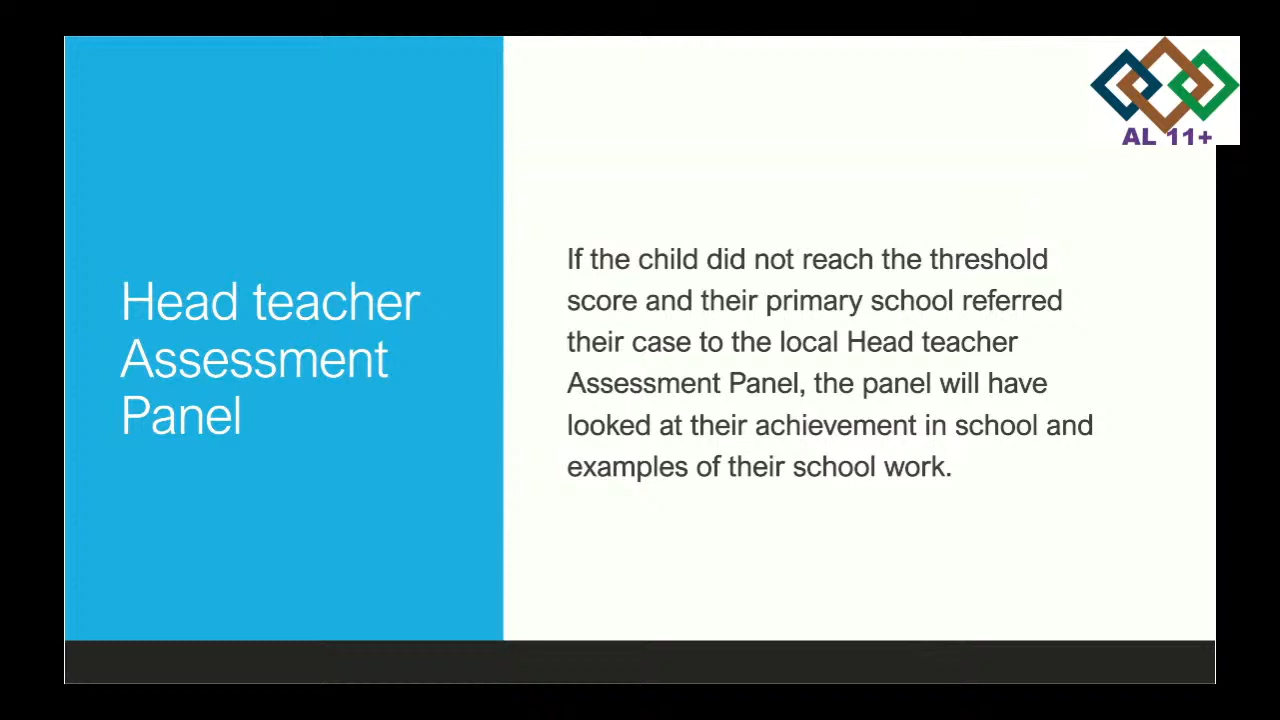 AL 11+
Head teacher
Assessment
Panel
If the child did not reach the threshold
score and their primary school referred
their case to the local Head teacher
Assessment Panel, the panel will have
looked at their achievement in school and
examples of their school work.